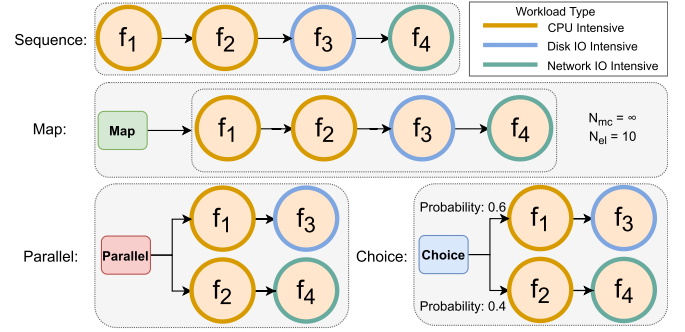 Sequence:
f1
f2
f3
f4
Workload Type
CPU Intensive
Disk IO Intensive
Network IO Intensive
Map:
Map
f1
f2
f3
f4
Nmc = ∞
Nel = 10
Parallel:
Parallel
f1
f3
f2
f4
Choice:
Probability: 0.6
Choice
f1
f3
Probability: 0.4
f2
f4